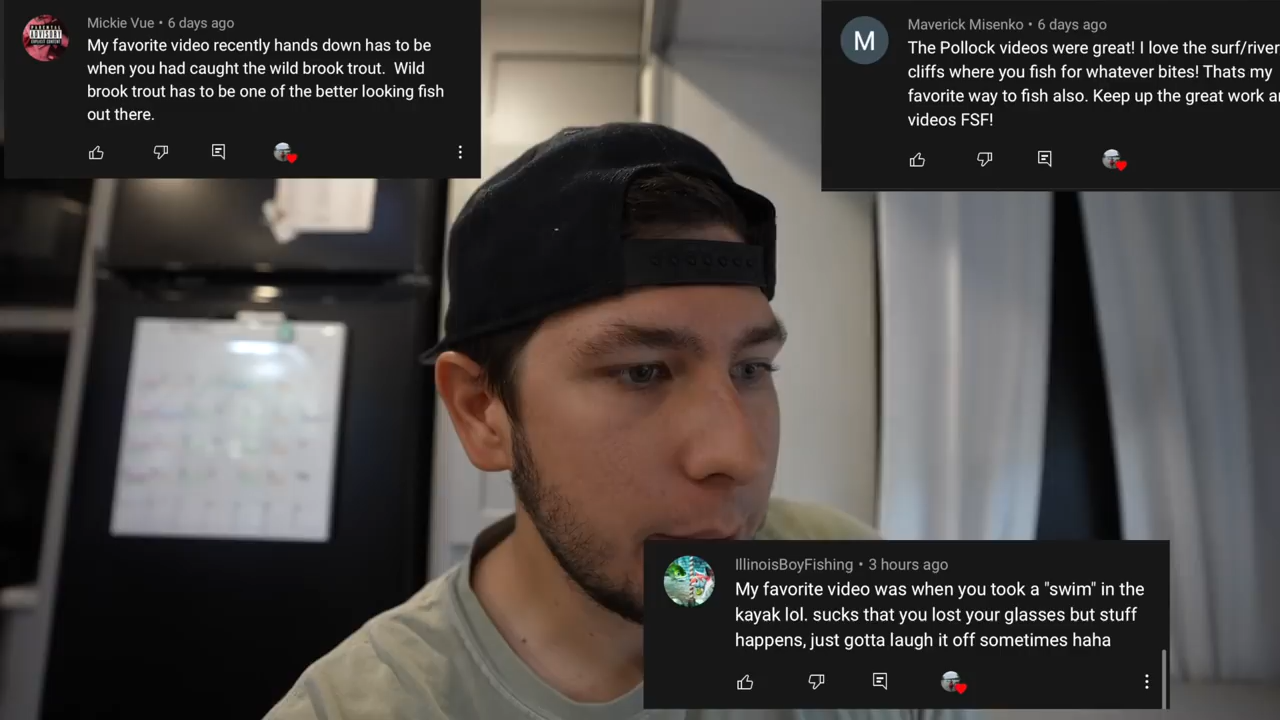 Mickie Vue • 6 days ago
My favorite video recently hands down has to be
when you had caught the wild brook trout. Wild
brook trout has to be one of the better looking fish
out there.
Maverick Misenko • 6 days ago
The Pollock videos were great! I love the surf/river
cliffs where you fish for whatever bites! Thats my
favorite way to fish also. Keep up the great work a
videos FSF!
M
IllinoisBoyFishing • 3 hours ago
My favorite video was when you took a "swim" in the
kayak lol. sucks that you lost your glasses but stuff
happens, just gotta laugh it off sometimes haha